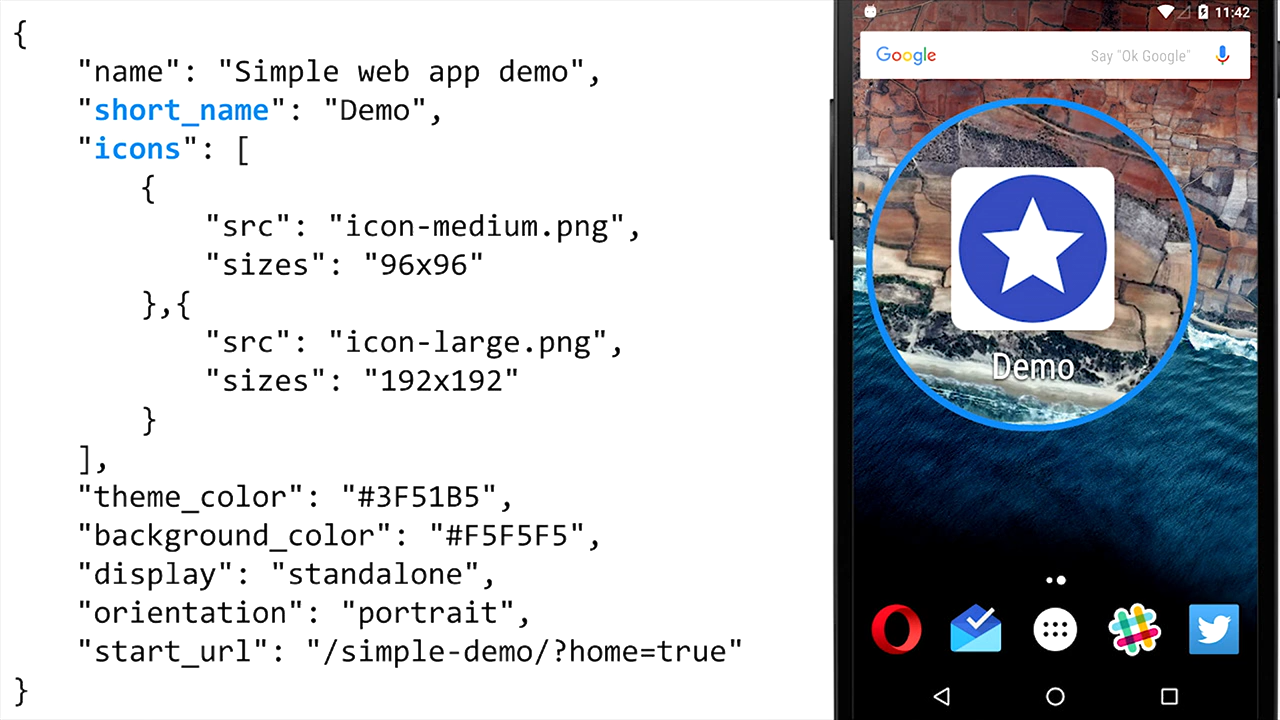 {
"name": "Simple web app demo",
"short_name": "Demo",
"icons": [
{
"src": "icon-medium.png",
"sizes": "96x96"
},{
"src": "icon-large.png",
"sizes": "192x192"
}
],
"theme_color": "#3F51B5",
"background_color": "#F5F5F5",
"display": "standalone",
"orientation": "portrait",
"start_url": "/simple-demo/?home=true"
}
11:42
Google Say "Ok Google"
Demo